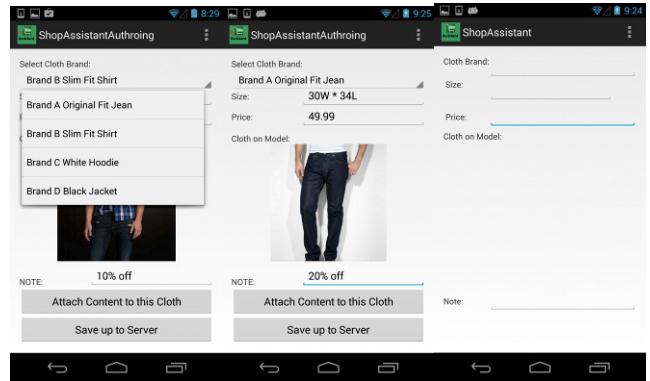 8:29
ShopAssistantAuthroing
Select Cloth Brand:
Brand B Slim Fit Shirt
Brand A Original Fit Jean
Brand B Slim Fit Shirt
Brand C White Hoodie
Brand D Black Jacket
NOTE:
10% off
Attach Content to this Cloth
Save up to Server
9:25
ShopAssistantAuthroing
Select Cloth Brand:
Brand A Original Fit Jean
Size:
30W * 34L
Price:
49.99
Cloth on Model:
NOTE:
20% off
Attach Content to this Cloth
Save up to Server
9:24
ShopAssistant
Cloth Brand:
Size:
Price:
Cloth on Model:
Note: